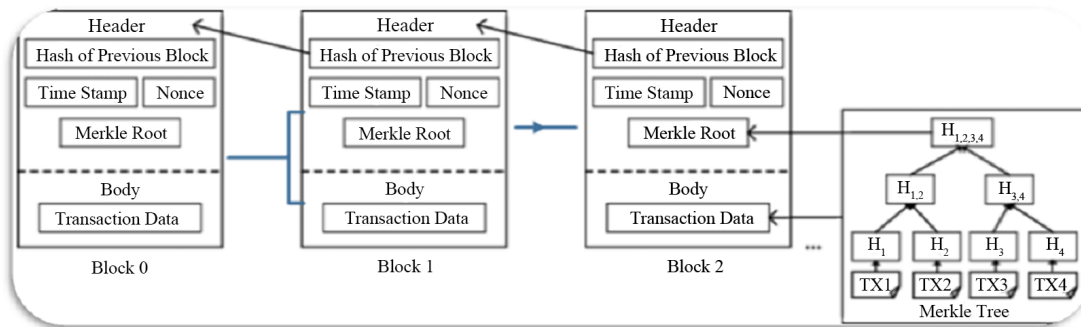 Header
Hash of Previous Block
Time Stamp
Nonce
Merkle Root
Body
Transaction Data
Block 0
Header
Hash of Previous Block
Time Stamp
Nonce
Merkle Root
Body
Transaction Data
Block 1
Header
Hash of Previous Block
Time Stamp
Nonce
Merkle Root
Body
Transaction Data
Block 2
...
H1,2,3,4
H1,2 H3,4
H1 H2 H3 H4
TX1 TX2 TX3 TX4
Merkle Tree